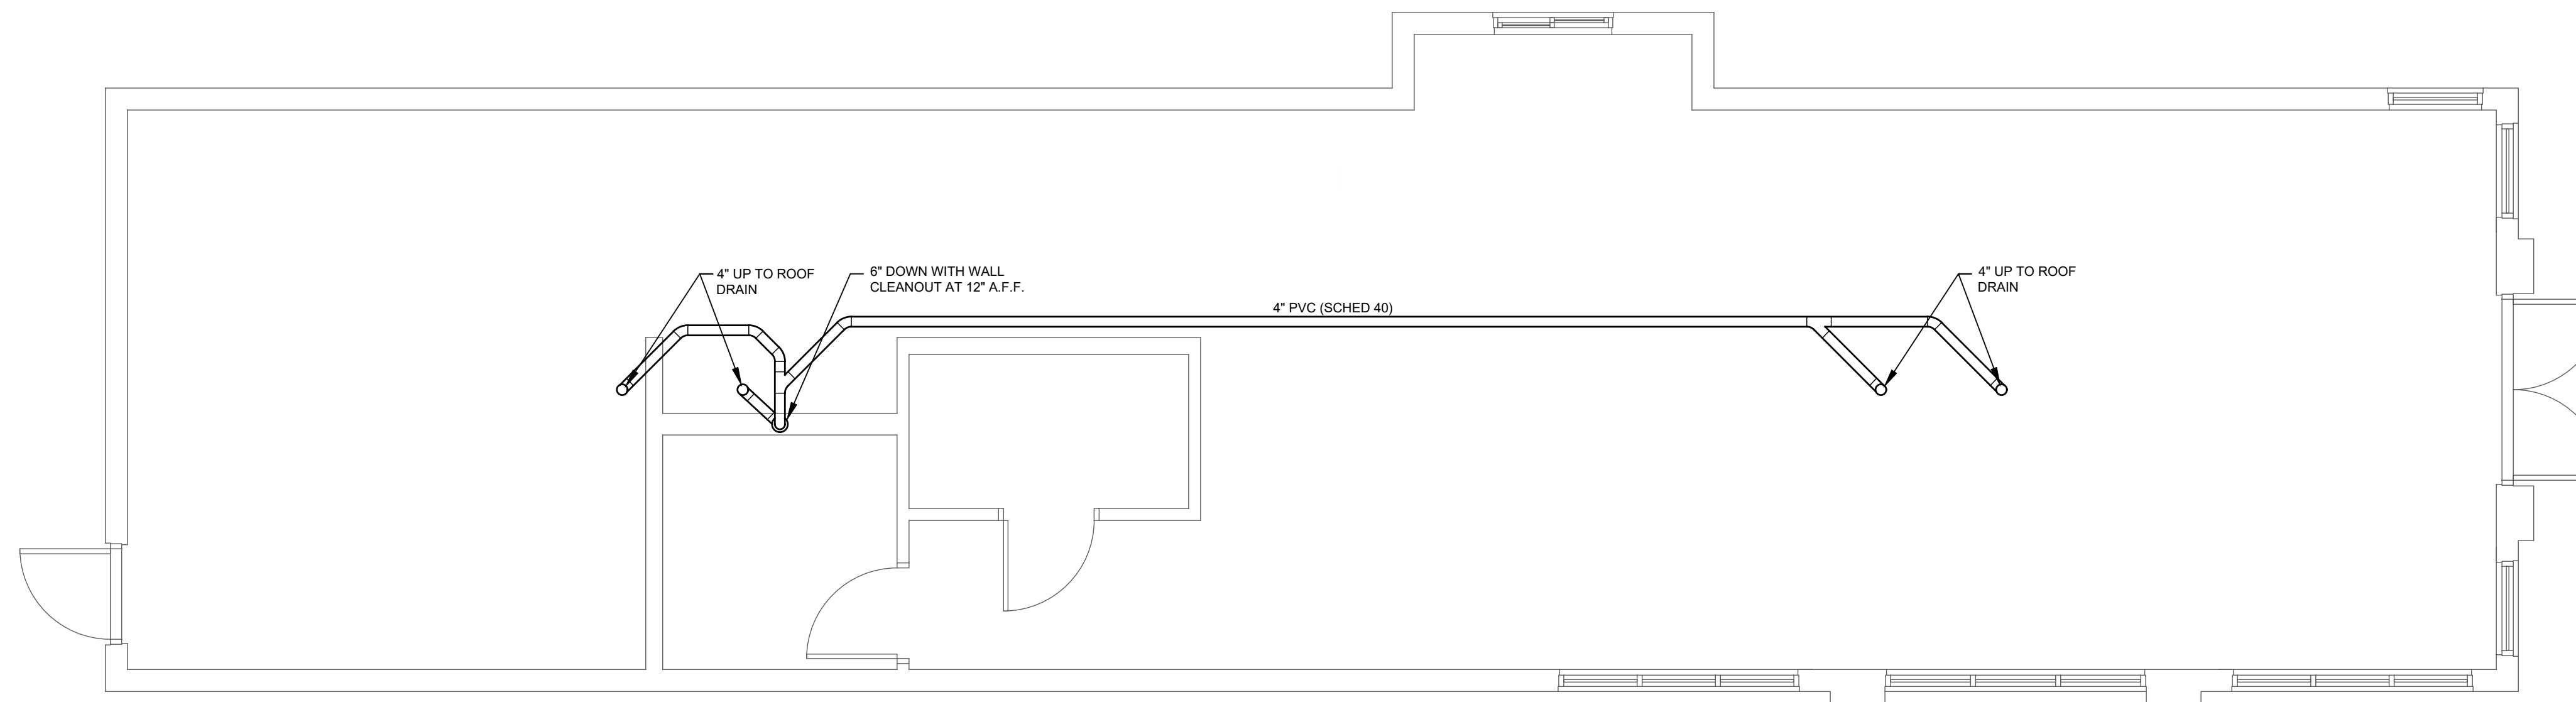 4" UP TO ROOF
DRAIN
6" DOWN WITH WALL
CLEANOUT AT 12" A.F.F.
4" PVC (SCHED 40)
4" UP TO ROOF
DRAIN